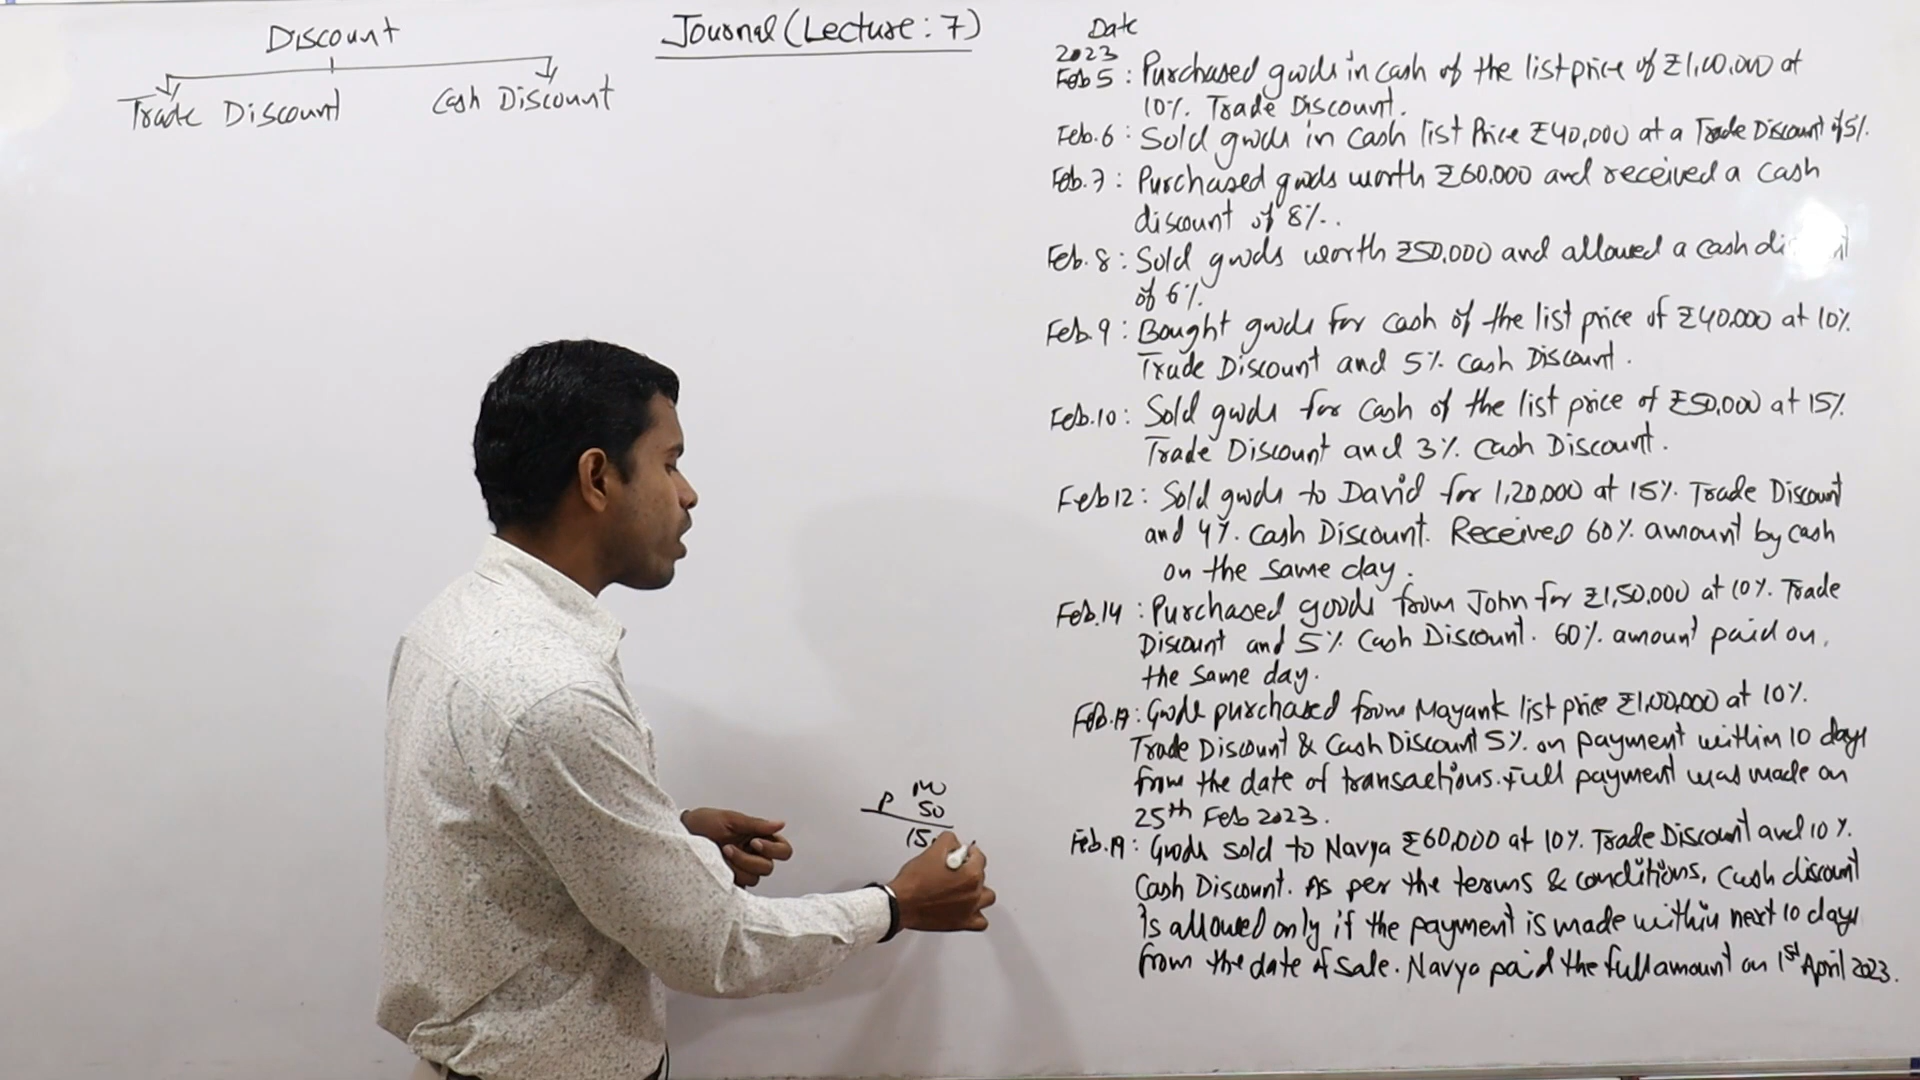 Discount
Trade Discount
Cash Discount
Journal (Lecture : 7)
P 100
50
Date
2023
Feb 5 : Purchased goods in cash of the list price of ₹1,00,000 at
10% Trade Discount.
Feb. 6 : Sold goods in cash list Price ₹40,000 at a Trade Discount of 5%.
Feb. 7 : Purchased goods worth ₹60,000 and received a cash
discount of 8%..
Feb. 8 : Sold goods worth ₹50,000 and allowed a cash
of 6%.
Feb. 9 : Bought goods for cash of the list price of ₹40,000 at 10%.
Trade Discount and 5% Cash Discount.
Feb. 10 : Sold goods for cash of the list price of ₹50,000 at 15%.
Trade Discount and 3% Cash Discount.
Feb 12 : Sold goods to David for 1,20,000 at 15% Trade Discount
and 4%. Cash Discount. Received 60% amount by cash
on the same day.
Feb. 14 : Purchased goods from John for ₹1,50,000 at 10%. Trade
Discount and 5% Cash Discount. 60% amount paid on.
the same day.
Feb. : Goods purchased from Mayank list price ₹1,00,000 at 10%.
Trade Discount & Cash Discount 5% on payment within 10 days
from the date of transactions. Full payment was made on
25th Feb 2023.
Feb. 19 : Goods sold to Navya ₹60,000 at 10% Trade Discount and 10%.
Cash Discount. As per the terms & conditions, Cash discount
is allowed only if the payment is made within next 10 days
from the date of sale. Navya paid the full amount on 1st April 2023.